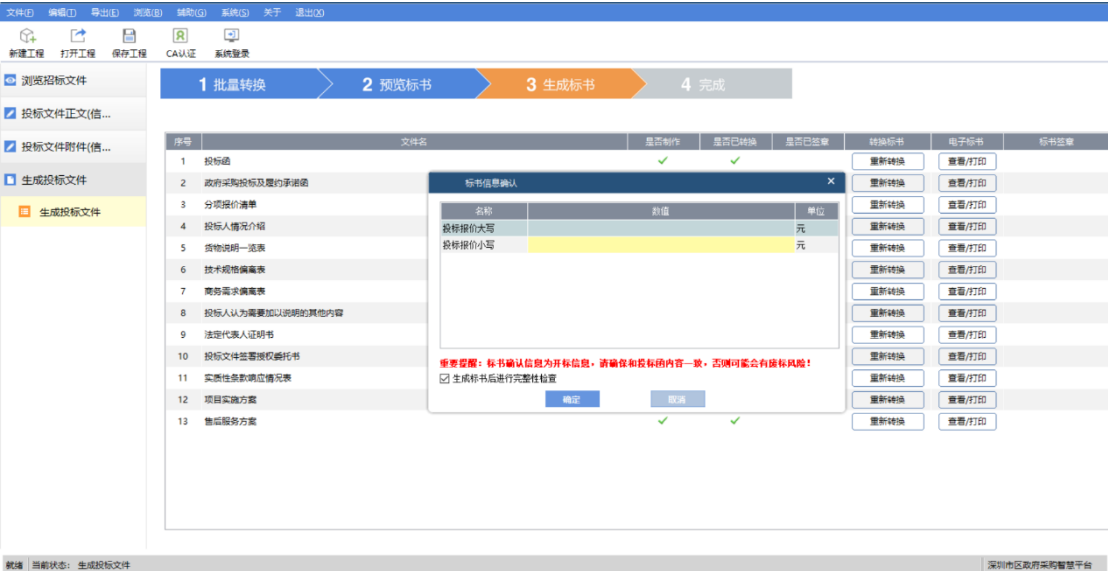 文件(F) 编辑(T) 导出(E) 浏览(B) 辅助(G) 系统(S) 关于 退出(X)
新建工程 打开工程 保存工程 CA认证 系统登录
浏览招标文件
投标文件正文(信...
投标文件附件(信...
生成投标文件
生成投标文件
1 批量转换 2 预览标书 3 生成标书 4 完成
序号 文件名 是否制作 是否已转换 是否已签章 转换标书 电子标书 标书签章
1 投标函 重新转换 查看/打印
2 政府采购投标及履约承诺函 重新转换 查看/打印
3 分项报价清单 重新转换 查看/打印
4 投标人情况介绍 重新转换 查看/打印
5 货物说明一览表 重新转换 查看/打印
6 技术规格偏离表 重新转换 查看/打印
7 商务需求偏离表 重新转换 查看/打印
8 投标人认为需要加以说明的其他内容 重新转换 查看/打印
9 法定代表人证明书 重新转换 查看/打印
10 投标文件签署授权委托书 重新转换 查看/打印
11 实质性条款响应情况表 重新转换 查看/打印
12 项目实施方案 重新转换 查看/打印
13 售后服务方案 重新转换 查看/打印
标书信息确认
名称 数值 单位
投标报价大写 元
投标报价小写 元
重要提醒：标书确认信息为开标信息，请确保和投标函内容一致，否则可能会有废标风险！
生成标书后进行完整性检查
确定 取消
就绪 当前状态： 生成投标文件 深圳市区政府采购智慧平台